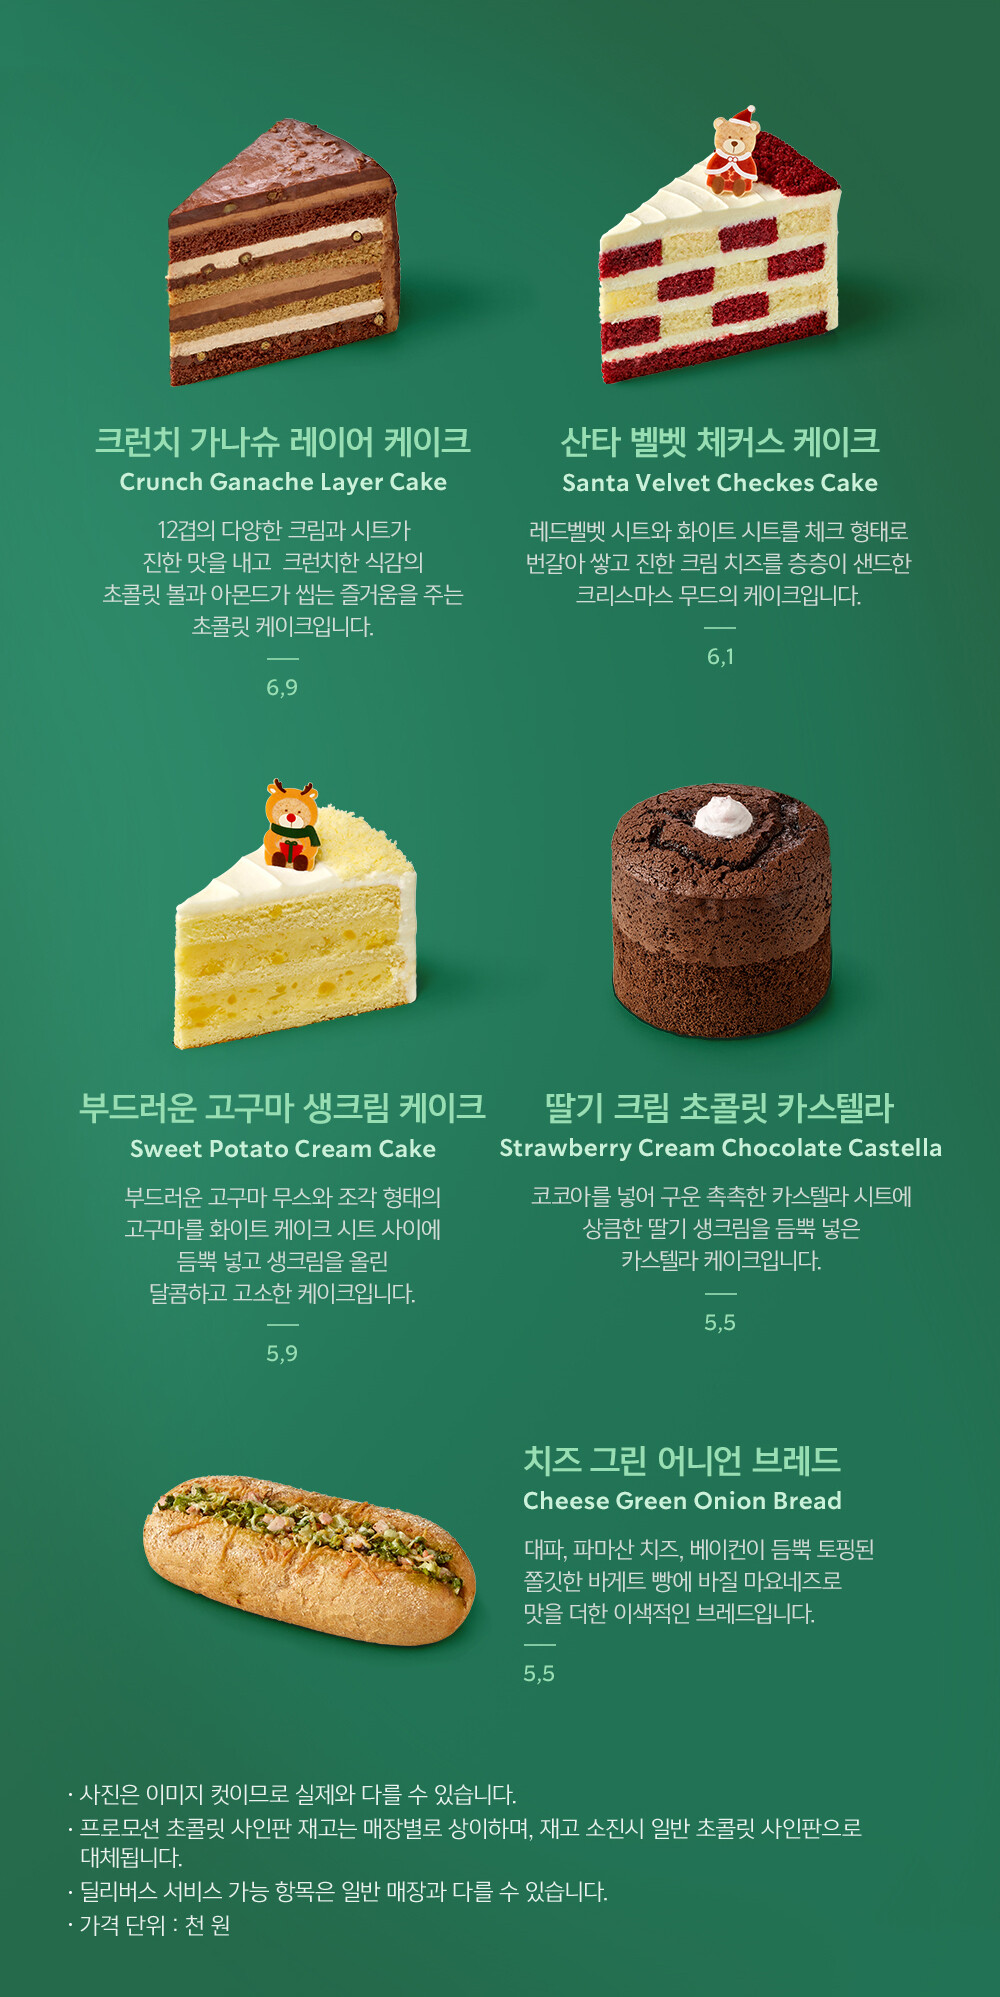 크런치 가나슈 레이어 케이크
Crunch Ganache Layer Cake
12겹의 다양한 크림과 시트가
진한 맛을 내고 크런치한 식감의
초콜릿 볼과 아몬드가 씹는 즐거움을 주는
초콜릿 케이크입니다.
6,9
산타 벨벳 체커스 케이크
Santa Velvet Checkes Cake
레드벨벳 시트와 화이트 시트를 체크 형태로
번갈아 쌓고 진한 크림 치즈를 층층이 샌드한
크리스마스 무드의 케이크입니다.
6,1
부드러운 고구마 생크림 케이크
Sweet Potato Cream Cake
부드러운 고구마 무스와 조각 형태의
고구마를 화이트 케이크 시트 사이에
듬뿍 넣고 생크림을 올린
달콤하고 고소한 케이크입니다.
5,9
딸기 크림 초콜릿 카스텔라
Strawberry Cream Chocolate Castella
코코아를 넣어 구운 촉촉한 카스텔라 시트에
상큼한 딸기 생크림을 듬뿍 넣은
카스텔라 케이크입니다.
5,5
치즈 그린 어니언 브레드
Cheese Green Onion Bread
대파, 파마산 치즈, 베이컨이 듬뿍 토핑된
쫄깃한 바게트 빵에 바질 마요네즈로
맛을 더한 이색적인 브레드입니다.
5,5
· 사진은 이미지 컷이므로 실제와 다를 수 있습니다.
· 프로모션 초콜릿 사인판 재고는 매장별로 상이하며, 재고 소진시 일반 초콜릿 사인판으로
대체됩니다.
· 딜리버스 서비스 가능 항목은 일반 매장과 다를 수 있습니다.
· 가격 단위 : 천 원